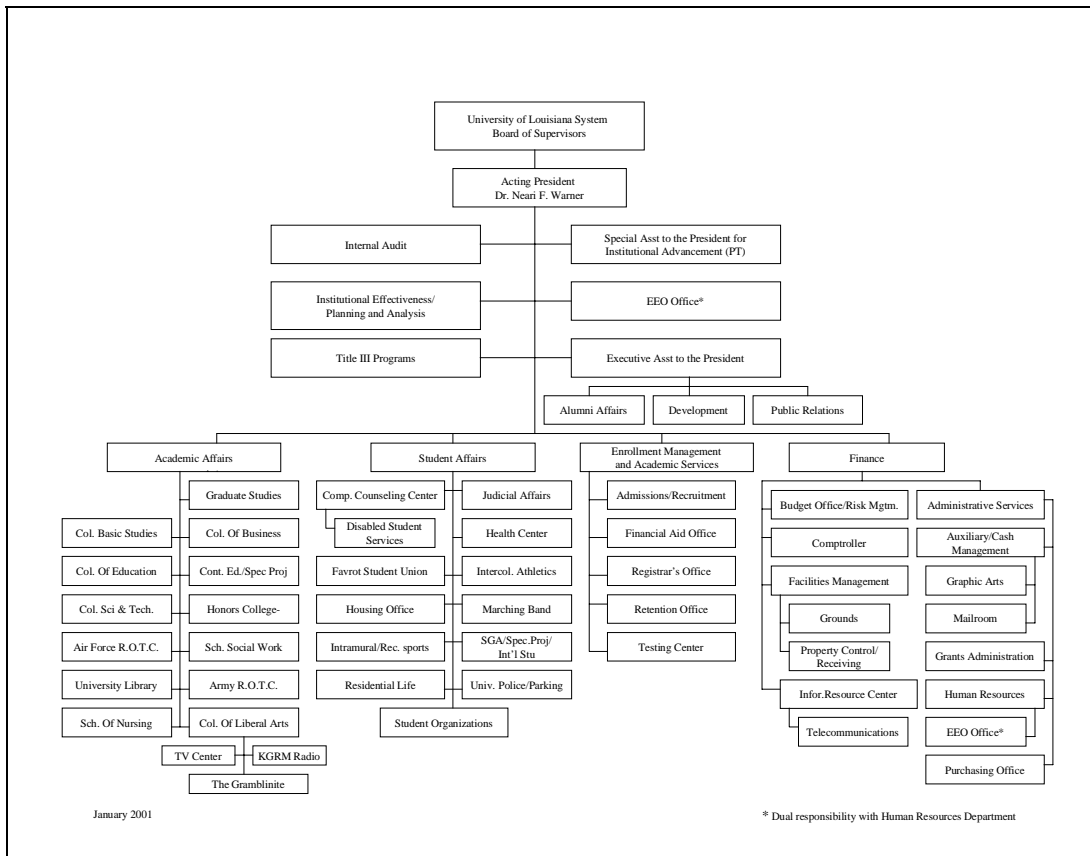 University of Louisiana System
Board of Supervisors
Acting President
Dr. Neari F. Warner
Internal Audit
Special Asst to the President for
Institutional Advancement (PT)
Institutional Effectiveness/
Planning and Analysis
EEO Office*
Title III Programs
Executive Asst to the President
Alumni Affairs
Development
Public Relations
Academic Affairs
Graduate Studies
Col. Basic Studies
Col. Of Business
Col. Of Education
Cont. Ed./Spec Proj
Col. Sci & Tech.
Honors College-
Air Force R.O.T.C.
Sch. Social Work
University Library
Army R.O.T.C.
Sch. Of Nursing
Col. Of Liberal Arts
TV Center
KGRM Radio
The Gramblinite
Student Affairs
Comp. Counseling Center
Judicial Affairs
Disabled Student
Services
Health Center
Favrot Student Union
Intercol. Athletics
Housing Office
Marching Band
Intramural/Rec. sports
SGA/Spec.Proj/
Int'l Stu
Residential Life
Univ. Police/Parking
Student Organizations
Enrollment Management
and Academic Services
Admissions/Recruitment
Financial Aid Office
Registrar's Office
Retention Office
Testing Center
Finance
Budget Office/Risk Mgtm.
Comptroller
Facilities Management
Grounds
Property Control/
Receiving
Infor.Resource Center
Telecommunications
Administrative Services
Auxiliary/Cash
Management
Graphic Arts
Mailroom
Grants Administration
Human Resources
EEO Office*
Purchasing Office
January 2001
* Dual responsibility with Human Resources Department